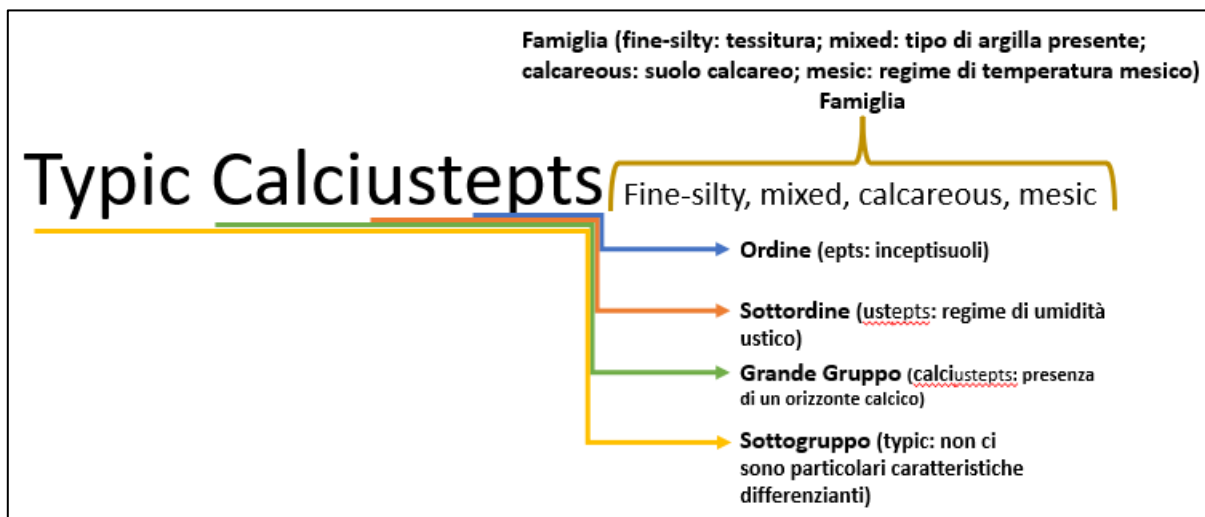 Famiglia (fine-silty: tessitura; mixed: tipo di argilla presente;
calcareous: suolo calcareo; mesic: regime di temperatura mesico)
Famiglia
Typic Calciustepts
Fine-silty, mixed, calcareous, mesic
Ordine (epts: inceptisuoli)
Sottordine (ustepts: regime di umidità
ustico)
Grande Gruppo (calciustepts: presenza
di un orizzonte calcico)
Sottogruppo (typic: non ci
sono particolari caratteristiche
differenzianti)